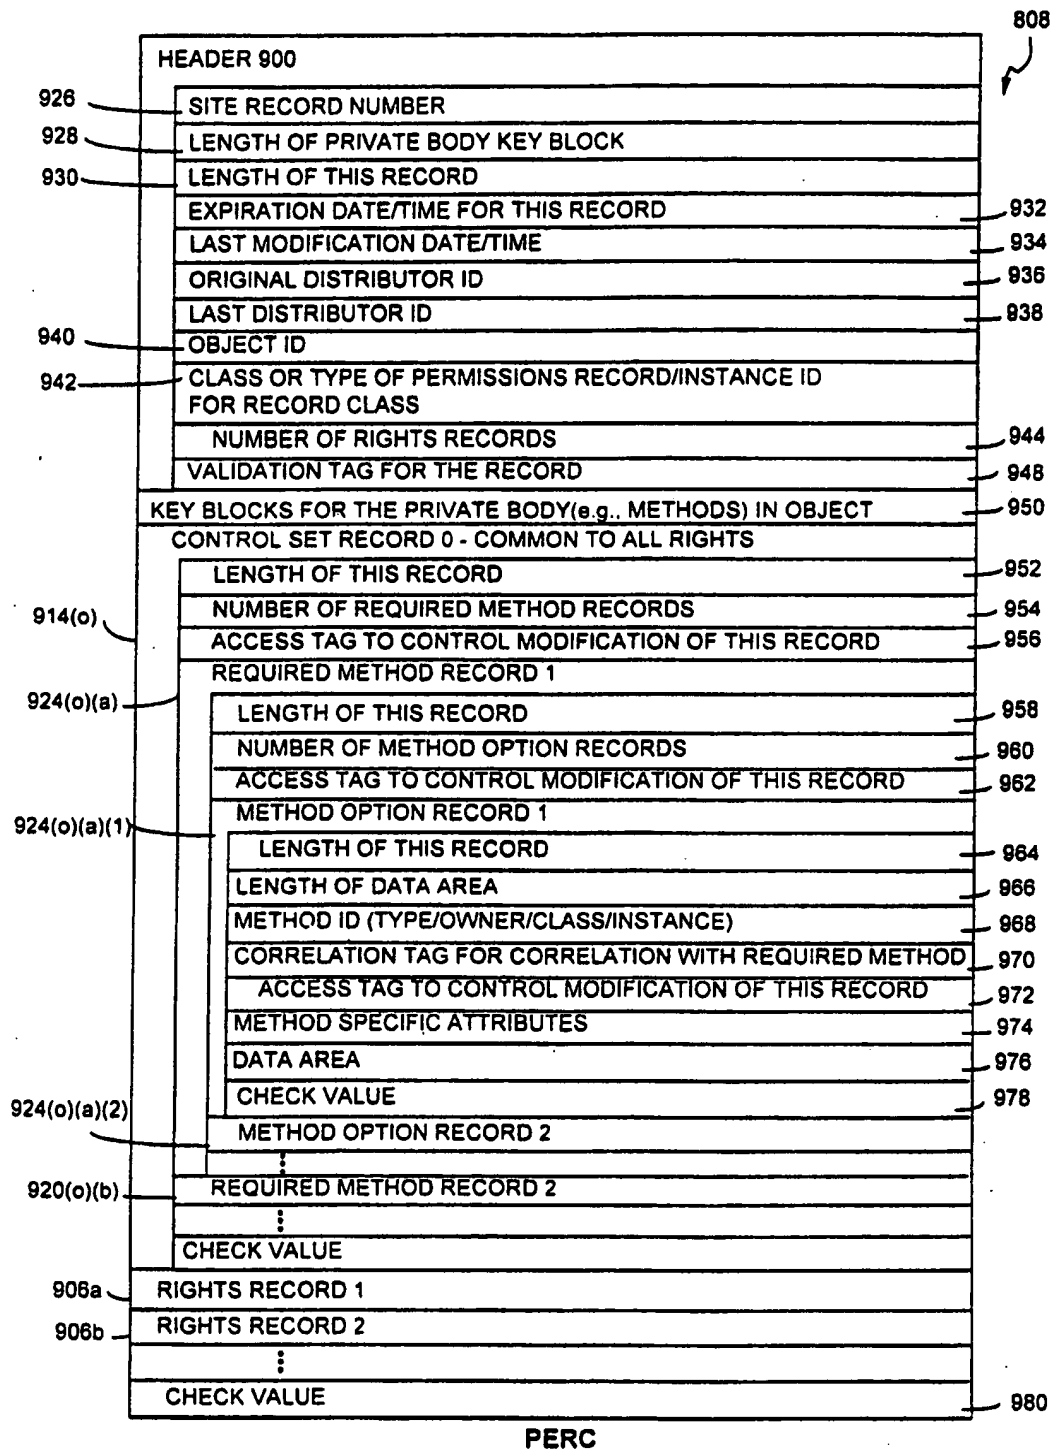 808
HEADER 900
926 SITE RECORD NUMBER
928 LENGTH OF PRIVATE BODY KEY BLOCK
930 LENGTH OF THIS RECORD
EXPIRATION DATE/TIME FOR THIS RECORD 932
LAST MODIFICATION DATE/TIME 934
ORIGINAL DISTRIBUTOR ID 936
LAST DISTRIBUTOR ID 938
940 OBJECT ID
942 CLASS OR TYPE OF PERMISSIONS RECORD/INSTANCE ID
FOR RECORD CLASS
NUMBER OF RIGHTS RECORDS 944
VALIDATION TAG FOR THE RECORD 948
KEY BLOCKS FOR THE PRIVATE BODY(e.g.. METHODS) IN OBJECT 950
CONTROL SET RECORD 0 - COMMON TO ALL RIGHTS
LENGTH OF THIS RECORD 952
914(o) NUMBER OF REQUIRED METHOD RECORDS 954
ACCESS TAG TO CONTROL MODIFICATION OF THIS RECORD 956
REQUIRED METHOD RECORD 1
924(o)(a) LENGTH OF THIS RECORD 958
NUMBER OF METHOD OPTION RECORDS 960
ACCESS TAG TO CONTROL MODIFICATION OF THIS RECORD 962
924(o)(a)(1) METHOD OPTION RECORD 1
LENGTH OF THIS RECORD 964
LENGTH OF DATA AREA 966
METHOD ID (TYPE/OWNER/CLASS/INSTANCE) 968
CORRELATION TAG FOR CORRELATION WITH REQUIRED METHOD 970
ACCESS TAG TO CONTROL MODIFICATION OF THIS RECORD 972
METHOD SPECIFIC ATTRIBUTES 974
DATA AREA 976
CHECK VALUE 978
924(o)(a)(2) METHOD OPTION RECORD 2
920(o)(b) REQUIRED METHOD RECORD 2
CHECK VALUE
906a RIGHTS RECORD 1
906b RIGHTS RECORD 2
CHECK VALUE 980
PERC